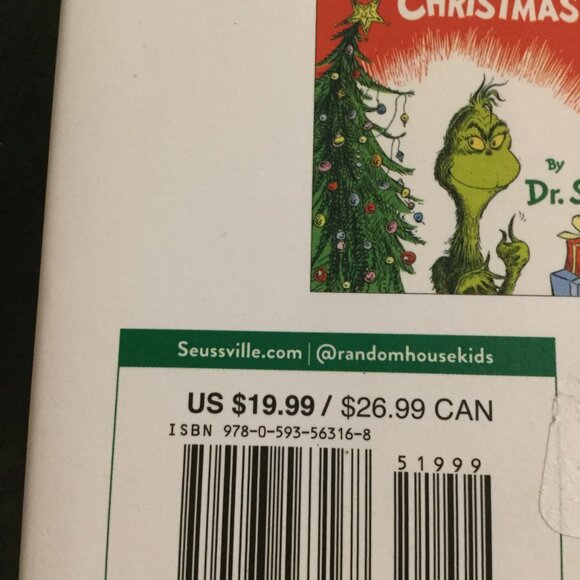 CHRISTMAS
BY
Dr. S
Seussville.com | @randomhousekids
US $19.99 / $26.99 CAN
ISBN 978-0-593-56316-8
51999